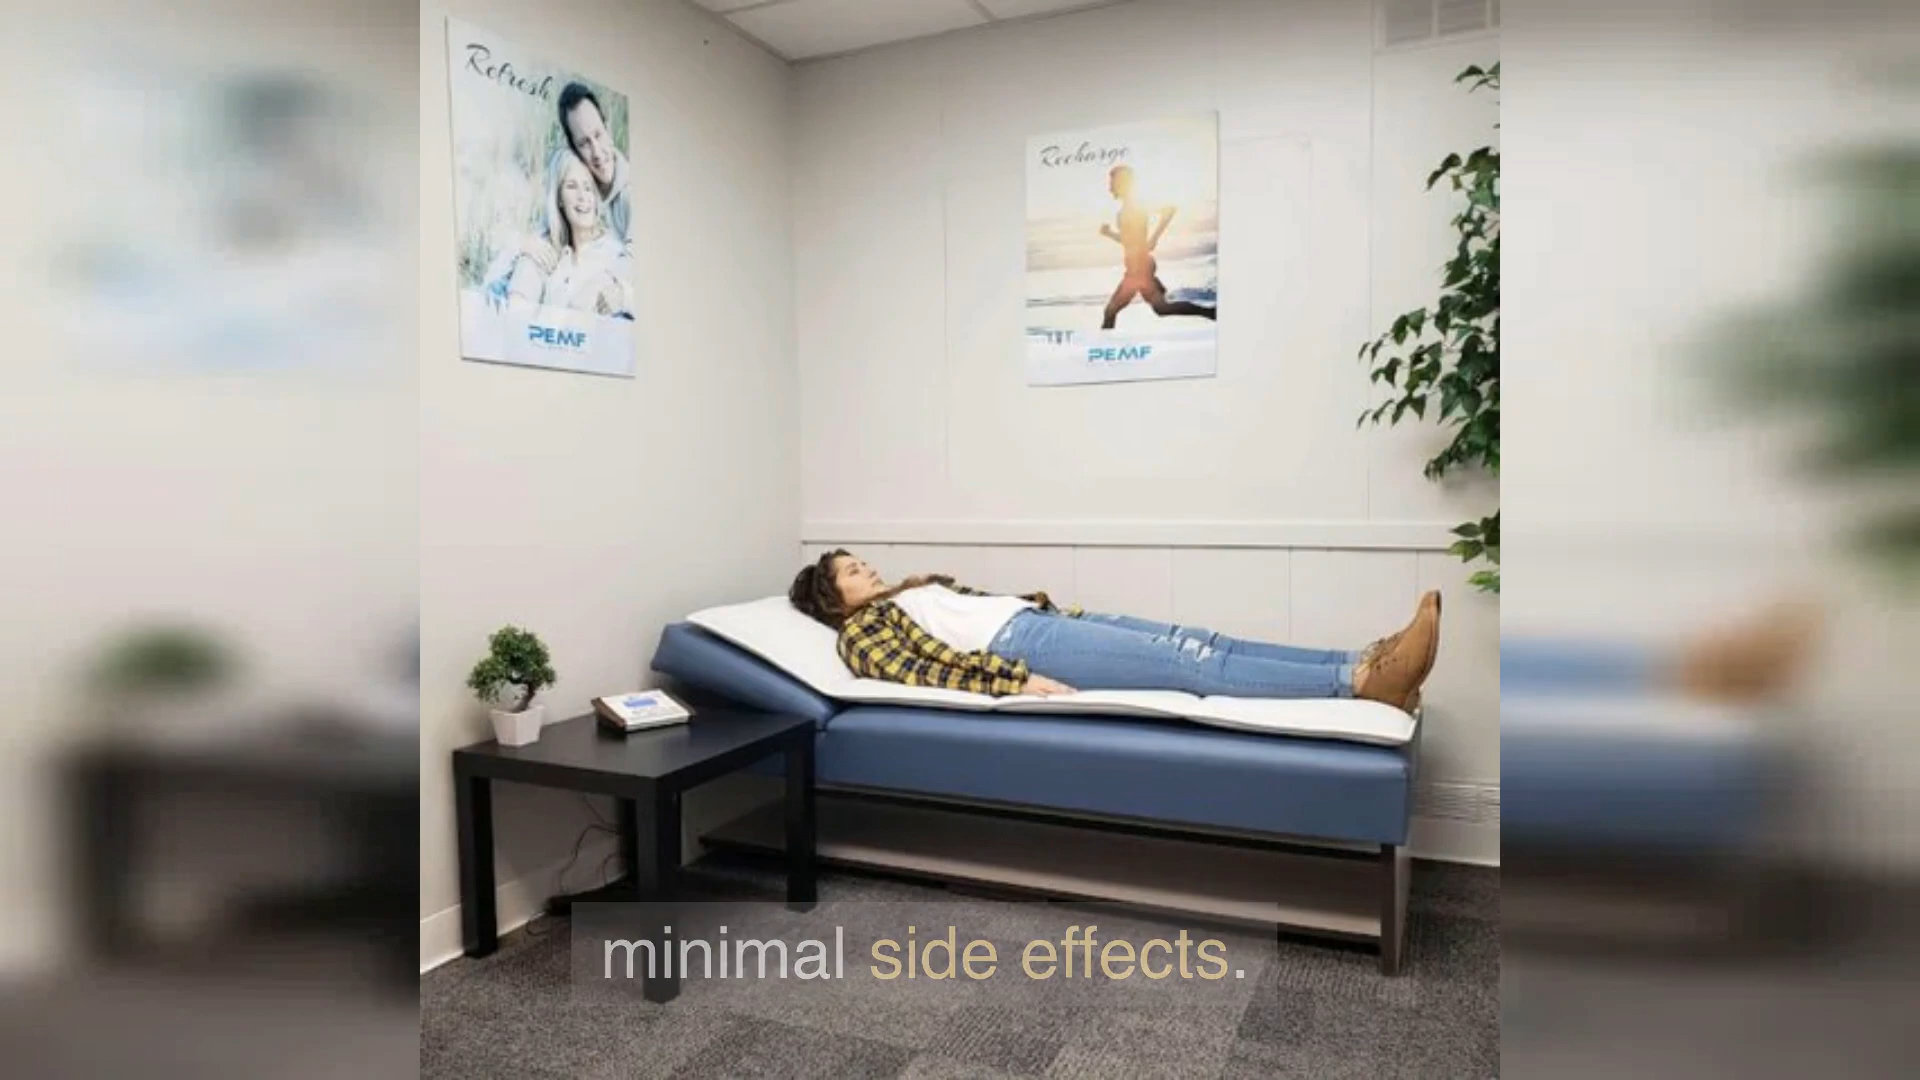 Refresh
PEMF
Recharge
PEMF
minimal side effects.